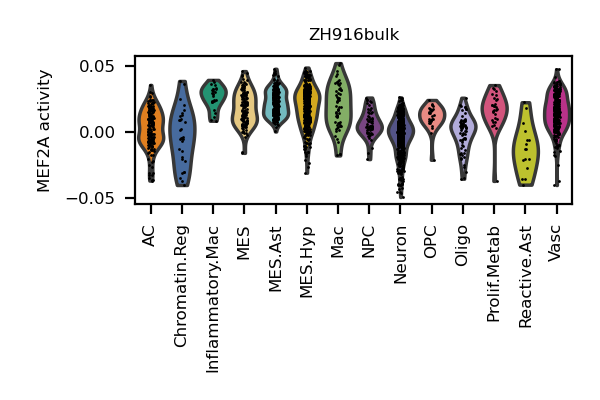 ZH916bulk
MEF2A activity
0.05
0.00
−0.05
AC
Chromatin.Reg
Inflammatory.Mac
MES
MES.Ast
MES.Hyp
Mac
NPC
Neuron
OPC
Oligo
Prolif.Metab
Reactive.Ast
Vasc